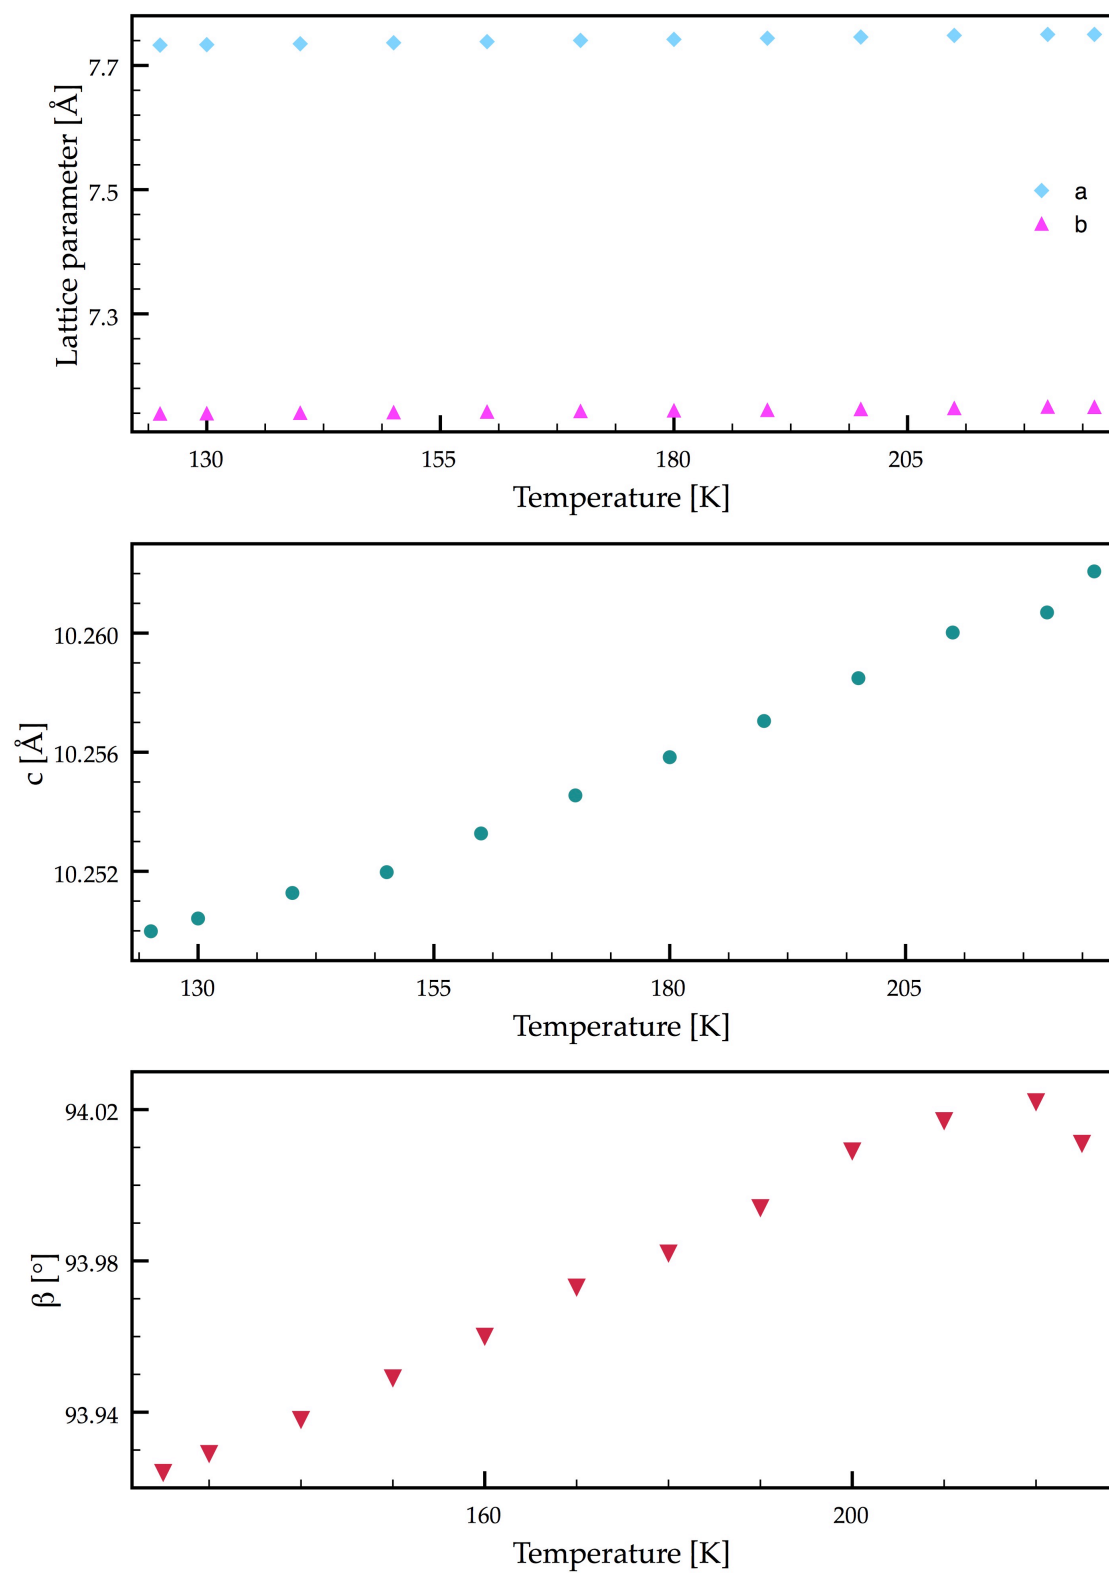 7.7
7.5
7.3
Lattice parameter [Å]
a
b
130 155 180 205
Temperature [K]
10.260
10.256
10.252
c [Å]
130 155 180 205
Temperature [K]
94.02
93.98
93.94
β [°]
160 200
Temperature [K]